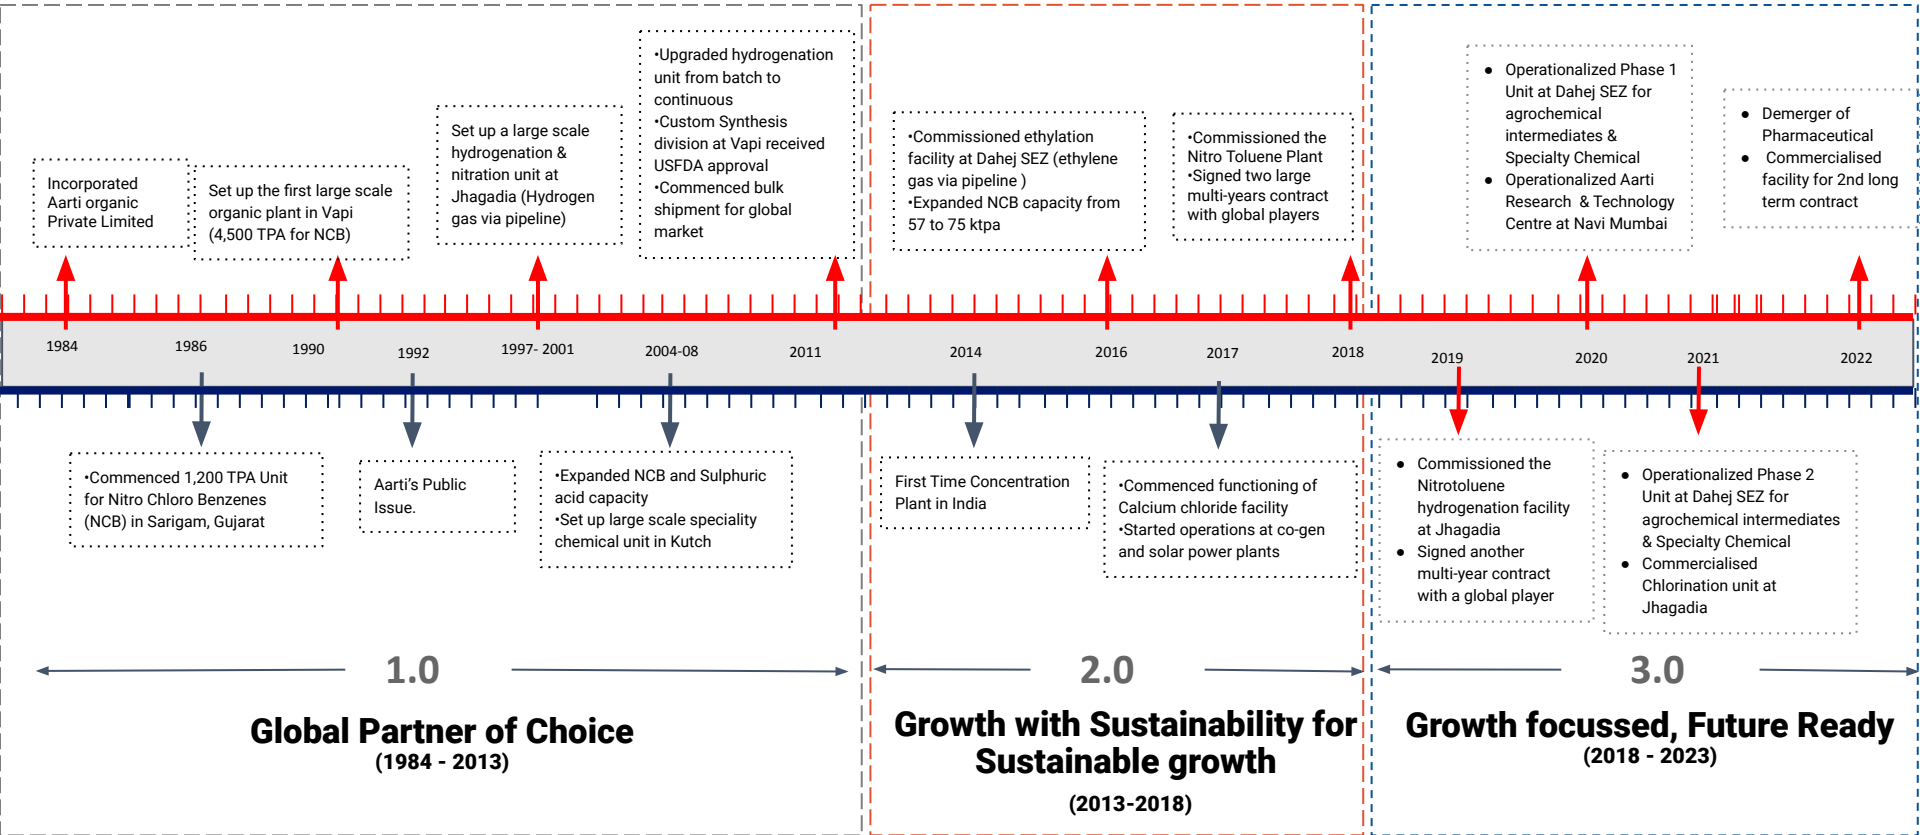 Incorporated
Aarti organic
Private Limited
Set up the first large scale
organic plant in Vapi
(4,500 TPA for NCB)
Set up a large scale
hydrogenation &
nitration unit at
Jhagadia (Hydrogen
gas via pipeline)
•Upgraded hydrogenation
unit from batch to
continuous
•Custom Synthesis
division at Vapi received
USFDA approval
•Commenced bulk
shipment for global
market
•Commissioned ethylation
facility at Dahej SEZ (ethylene
gas via pipeline )
•Expanded NCB capacity from
57 to 75 ktpa
•Commissioned the
Nitro Toluene Plant
•Signed two large
multi-years contract
with global players
● Operationalized Phase 1
Unit at Dahej SEZ for
agrochemical
intermediates &
Specialty Chemical
● Operationalized Aarti
Research & Technology
Centre at Navi Mumbai
● Demerger of
Pharmaceutical
● Commercialised
facility for 2nd long
term contract
1984
1986
1990
1992
1997- 2001
2004-08
2011
2014
2016
2017
2018
2019
2020
2021
2022
•Commenced 1,200 TPA Unit
for Nitro Chloro Benzenes
(NCB) in Sarigam, Gujarat
Aarti's Public
Issue.
•Expanded NCB and Sulphuric
acid capacity
•Set up large scale speciality
chemical unit in Kutch
First Time Concentration
Plant in India
•Commenced functioning of
Calcium chloride facility
•Started operations at co-gen
and solar power plants
● Commissioned the
Nitrotoluene
hydrogenation facility
at Jhagadia
● Signed another
multi-year contract
with a global player
● Operationalized Phase 2
Unit at Dahej SEZ for
agrochemical intermediates
& Specialty Chemical
● Commercialised
Chlorination unit at
Jhagadia
1.0
Global Partner of Choice
(1984 - 2013)
2.0
Growth with Sustainability for
Sustainable growth
(2013-2018)
3.0
Growth focussed, Future Ready
(2018 - 2023)